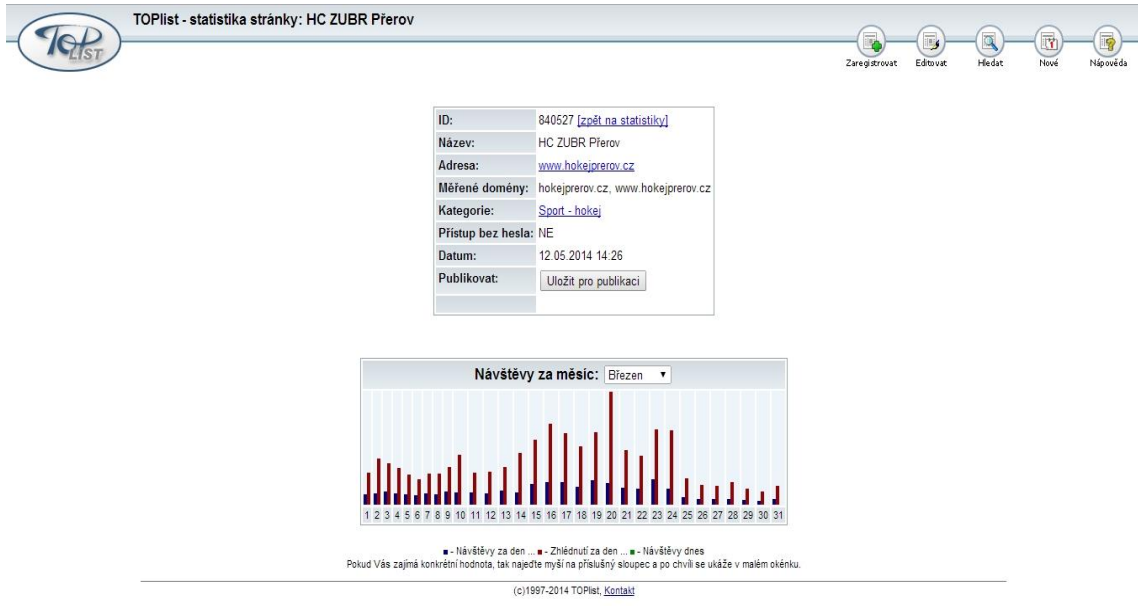 TOPlist - statistika stránky: HC ZUBR Přerov
TOPLIST
Zaregistrovat Editovat Hledat Nové Nápověda
ID: 840527 [zpět na statistiky]
Název: HC ZUBR Přerov
Adresa: www.hokejprerov.cz
Měřené domény: hokejprerov.cz, www.hokejprerov.cz
Kategorie: Sport - hokej
Přístup bez hesla: NE
Datum: 12.05.2014 14:26
Publikovat: Uložit pro publikaci
Návštěvy za měsíc: Březen
1 2 3 4 5 6 7 8 9 10 11 12 13 14 15 16 17 18 19 20 21 22 23 24 25 26 27 28 29 30 31
- Návštěvy za den ... - Zhlédnutí za den ... - Návštěvy dnes
Pokud Vás zajímá konkrétní hodnota, tak najeďte myší na příslušný sloupec a po chvíli se ukáže v malém okénku.
(c)1997-2014 TOPlist, Kontakt